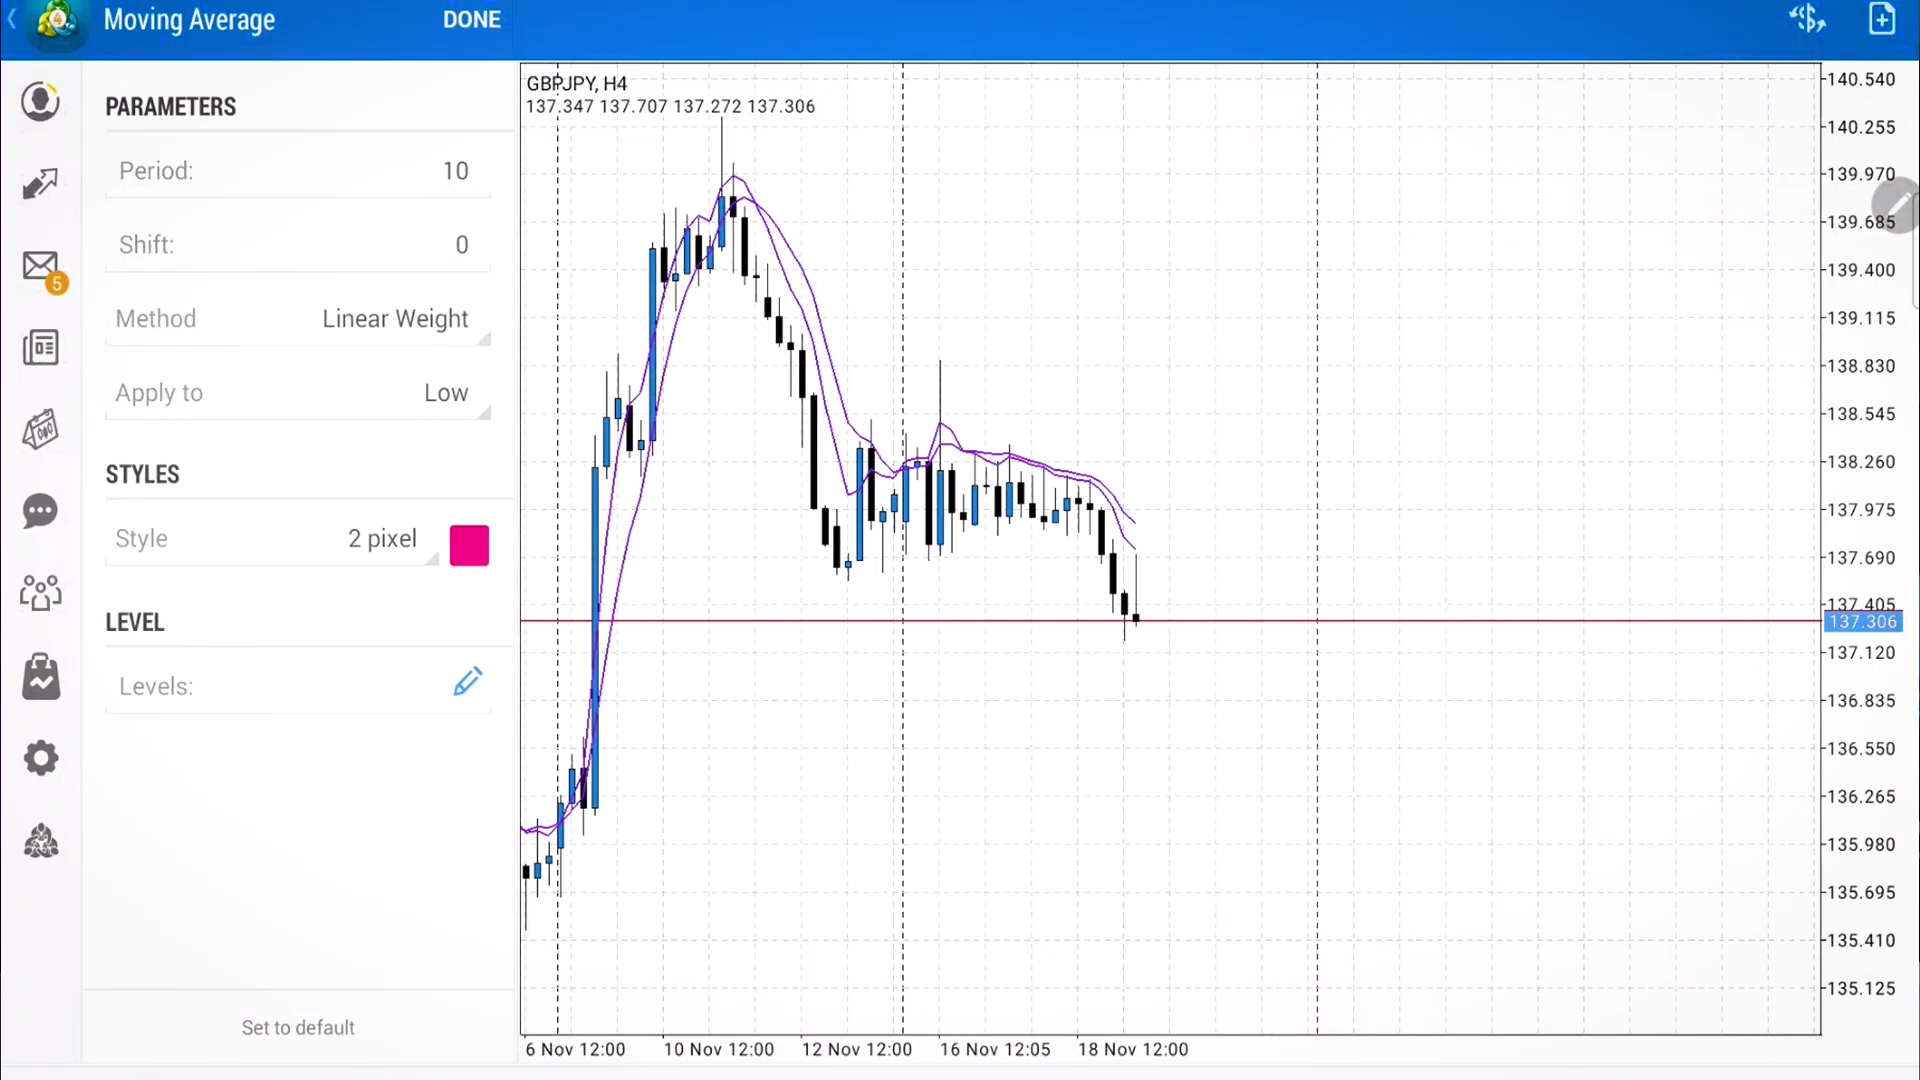 4
Moving Average
DONE
PARAMETERS
Period: 10
Shift: 0
Method Linear Weight
Apply to Low
STYLES
Style 2 pixel
LEVEL
Levels:
Set to default
5
GBPJPY, H4
137.347 137.707 137.272 137.306
140.540
140.255
139.970
139.685
139.400
139.115
138.830
138.545
138.260
137.975
137.690
137.405
137.306
137.120
136.835
136.550
136.265
135.980
135.695
135.410
135.125
6 Nov 12:00 10 Nov 12:00 12 Nov 12:00 16 Nov 12:05 18 Nov 12:00